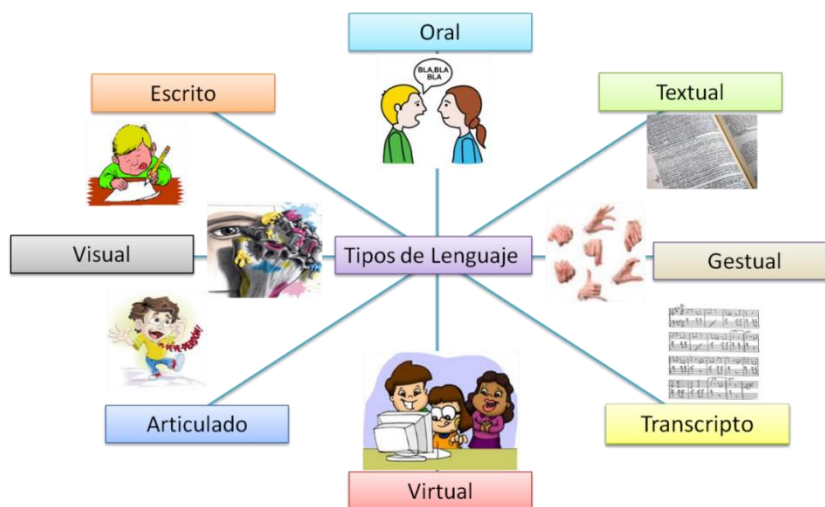 Oral
BLA, BLA
BLA
Escrito
Textual
Visual
Tipos de Lenguaje
Gestual
Articulado
Transcripto
Virtual